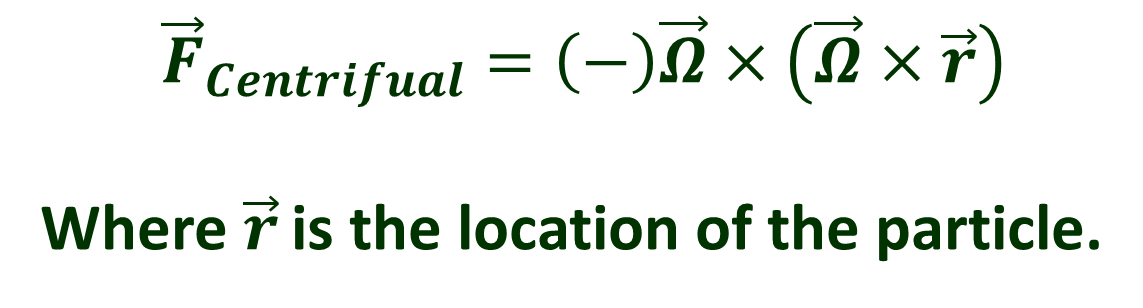 F⃗_Centrifual = (−)Ω⃗ × (Ω⃗ × r⃗)
Where r⃗ is the location of the particle.